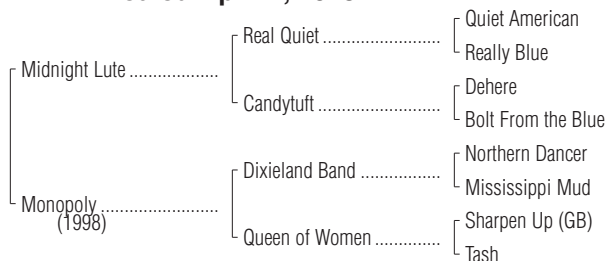 Quiet American
Real Quiet ........................
Really Blue
Midnight Lute ..................
Dehere
Candytuft .........................
Bolt From the Blue
Northern Dancer
Dixieland Band ................
Mississippi Mud
Monopoly ........................
(1998)
Sharpen Up (GB)
Queen of Women .............
Tash